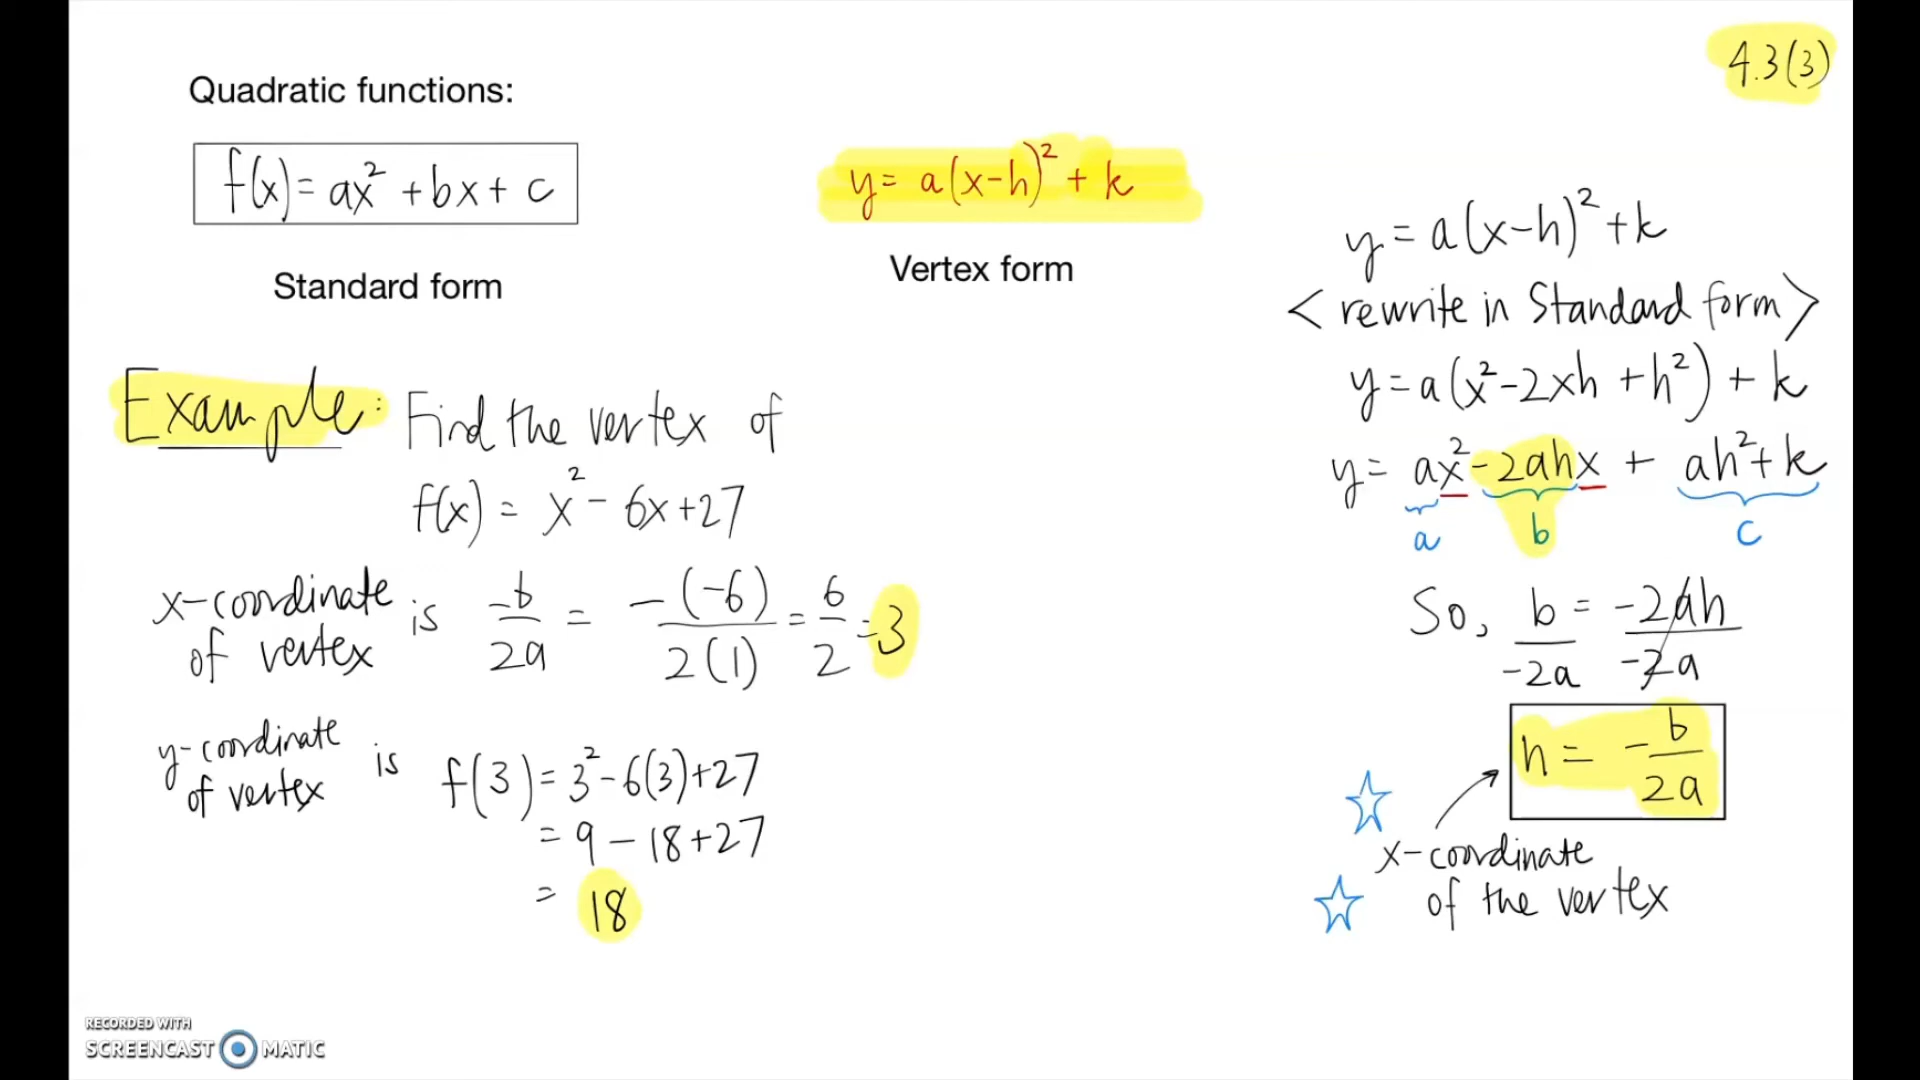 4.3(3)
Quadratic functions:
f(x) = ax² + bx + c
Standard form
y = a(x-h)² + k
Vertex form
Example: Find the vertex of
f(x) = x² - 6x + 27
x-coordinate of vertex is -b/2a = -(-6)/2(1) = 6/2 = 3
y-coordinate of vertex is f(3) = 3² - 6(3) + 27
= 9 - 18 + 27
= 18
y = a(x-h)² + k
< rewrite in Standard form >
y = a(x² - 2xh + h²) + k
y = ax² - 2ahx + ah² + k
a b c
So, b/-2a = -2ah/-2a
h = -b/2a
x-coordinate
of the vertex
RECORDED WITH
SCREENCAST MATIC